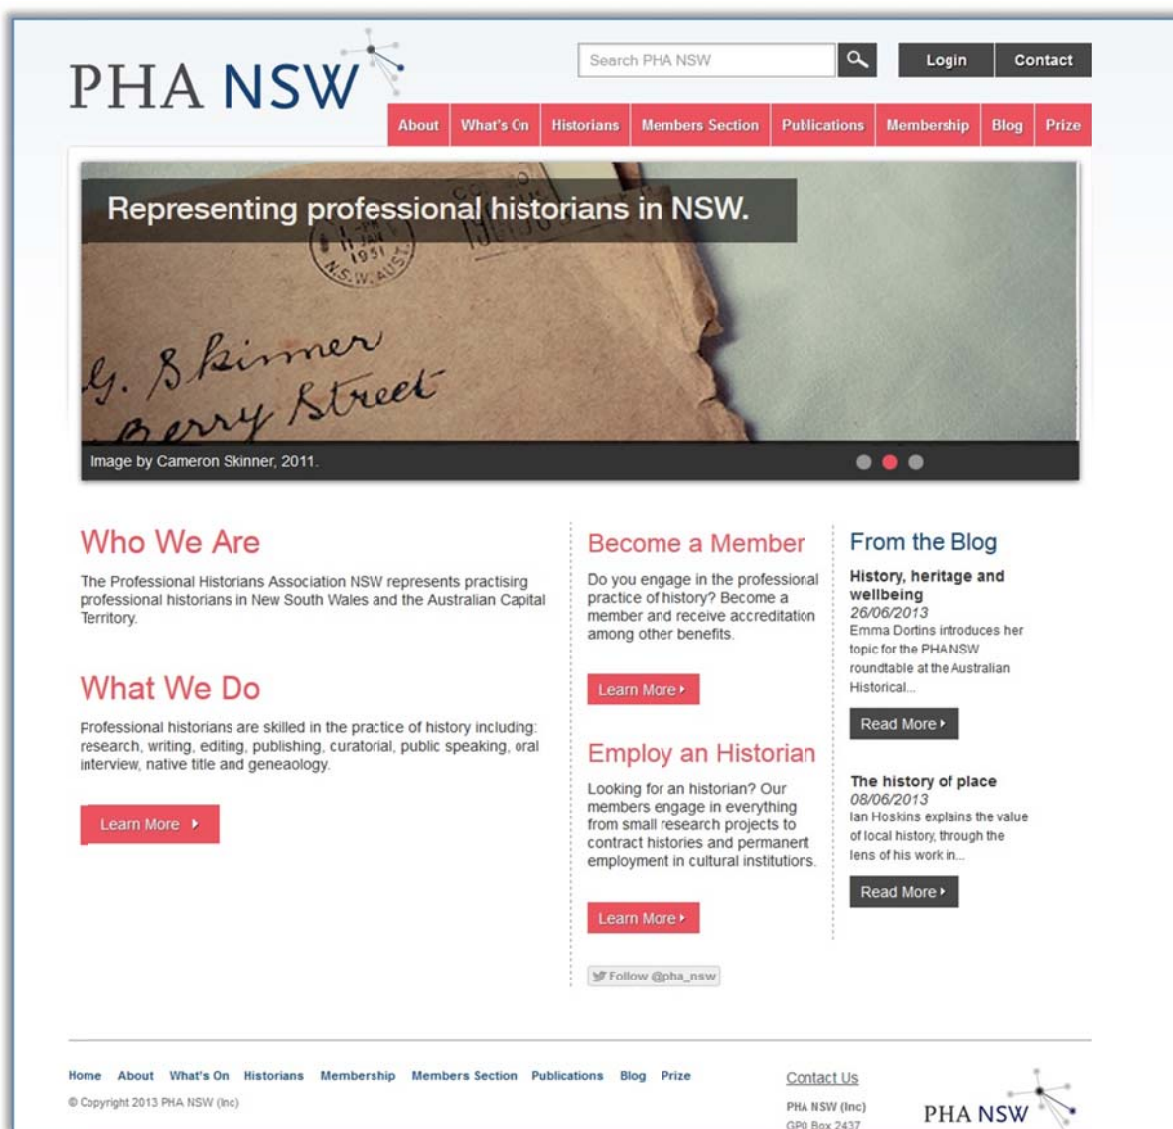 PHA NSW
Search PHA NSW
Login
Contact
About
What's On
Historians
Members Section
Publications
Membership
Blog
Prize
Representing professional historians in NSW.
1 - PM
11 JAN
1951
N.S.W. AUST.
G. Skinner
Berry Street
Image by Cameron Skinner, 2011.
Who We Are
The Professional Historians Association NSW represents practising
professional historians in New South Wales and the Australian Capital
Territory.
What We Do
Professional historians are skilled in the practice of history including:
research, writing, editing, publishing, curatorial, public speaking, oral
interview, native title and geneaology.
Learn More
Become a Member
Do you engage in the professional
practice of history? Become a
member and receive accreditation
among other benefits.
Learn More
Employ an Historian
Looking for an historian? Our
members engage in everything
from small research projects to
contract histories and permanent
employment in cultural institutions.
Learn More
Follow @pha_nsw
From the Blog
History, heritage and
wellbeing
26/06/2013
Emma Dortins introduces her
topic for the PHANSW
roundtable at the Australian
Historical...
Read More
The history of place
08/06/2013
Ian Hoskins explains the value
of local history, through the
lens of his work in...
Read More
Home About What's On Historians Membership Members Section Publications Blog Prize
© Copyright 2013 PHA NSW (Inc)
Contact Us
PHA NSW (Inc)
GPO Box 2437
PHA NSW